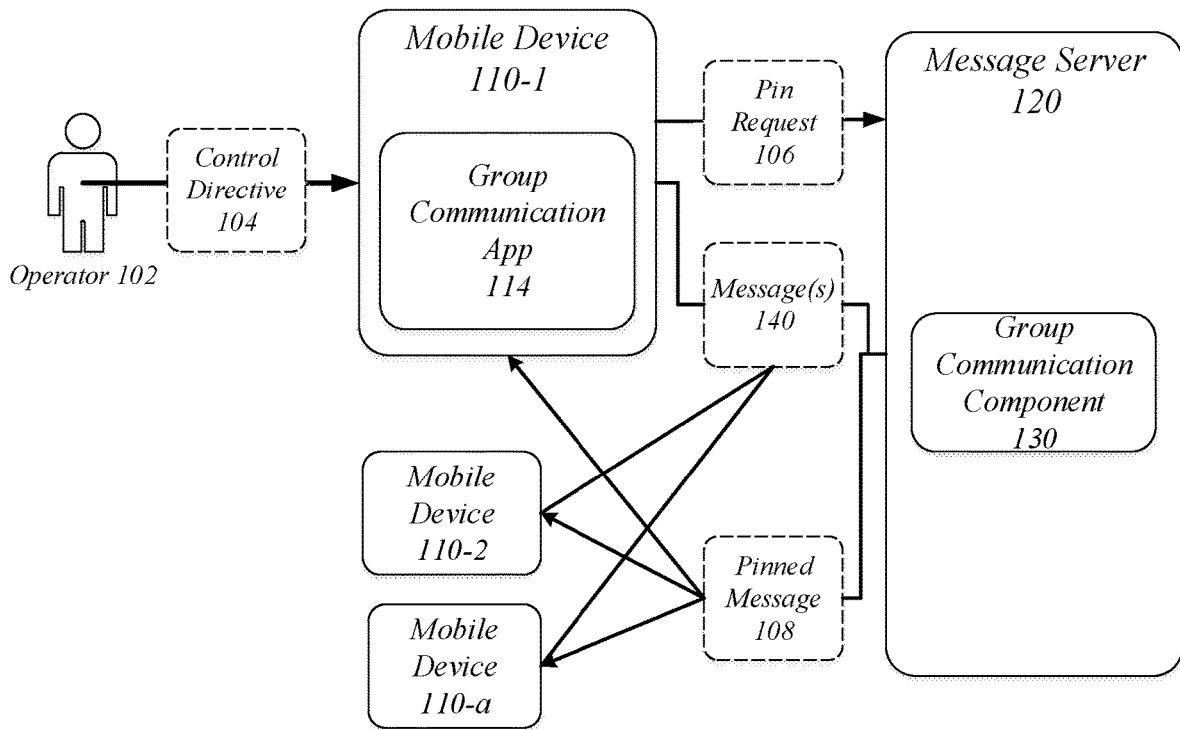 Mobile Device
110-1
Group
Communication
App
114
Control
Directive
104
Operator 102
Pin
Request
106
Message(s)
140
Message Server
120
Group
Communication
Component
130
Mobile
Device
110-2
Mobile
Device
110-a
Pinned
Message
108